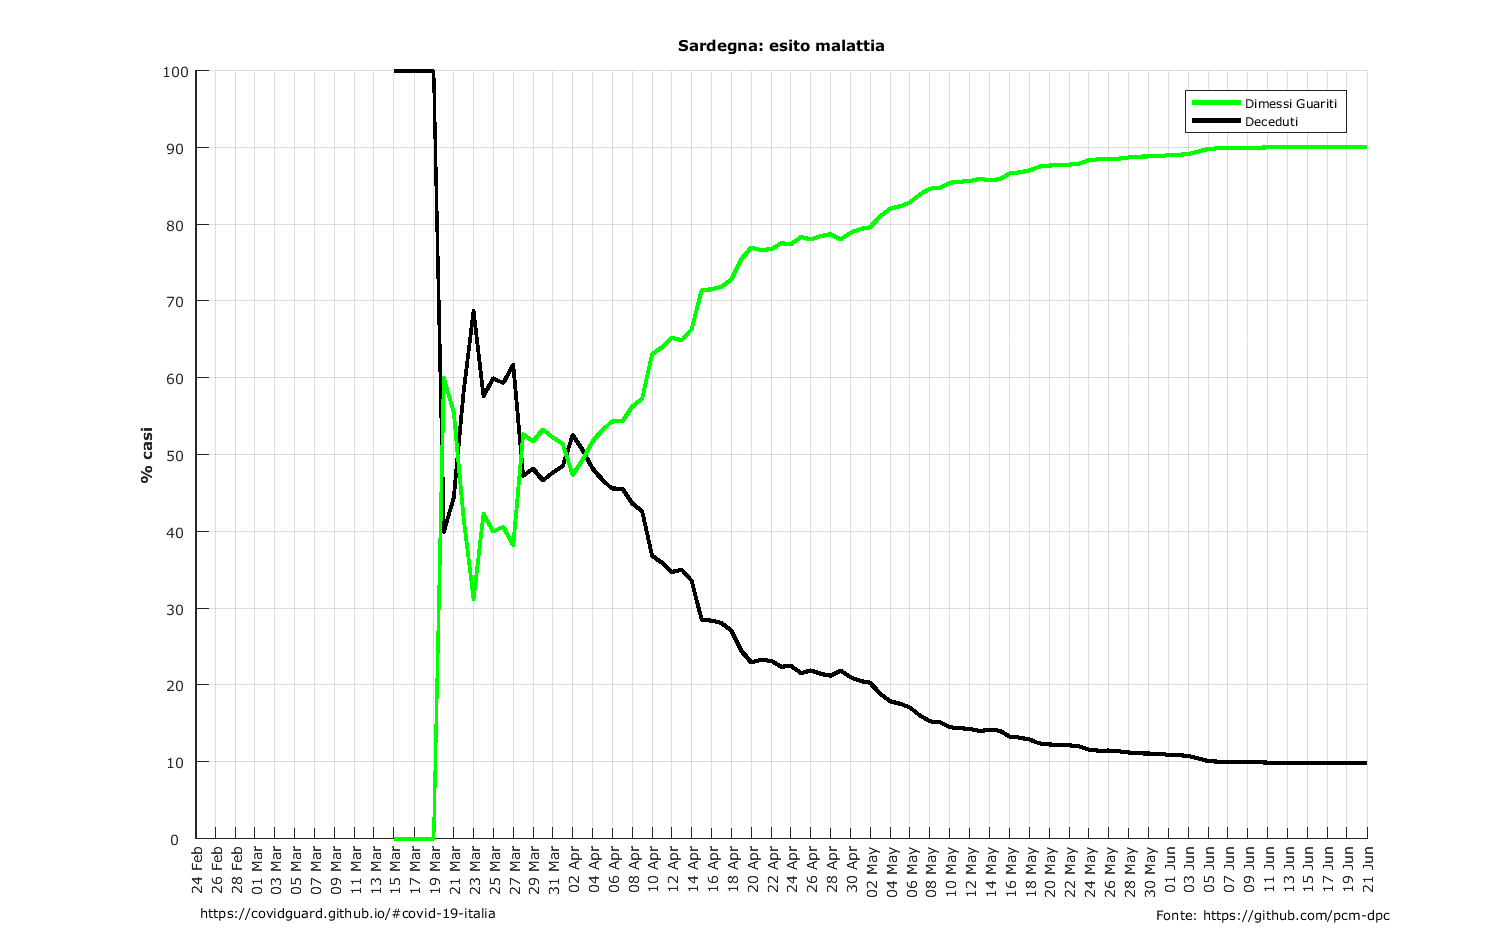 Sardegna: esito malattia
100
90
80
70
60
50
40
30
20
10
0
% casi
Dimessi Guariti
Deceduti
24 Feb
26 Feb
28 Feb
01 Mar
03 Mar
05 Mar
07 Mar
09 Mar
11 Mar
13 Mar
15 Mar
17 Mar
19 Mar
21 Mar
23 Mar
25 Mar
27 Mar
29 Mar
31 Mar
02 Apr
04 Apr
06 Apr
08 Apr
10 Apr
12 Apr
14 Apr
16 Apr
18 Apr
20 Apr
22 Apr
24 Apr
26 Apr
28 Apr
30 Apr
02 May
04 May
06 May
08 May
10 May
12 May
14 May
16 May
18 May
20 May
22 May
24 May
26 May
28 May
30 May
01 Jun
03 Jun
05 Jun
07 Jun
09 Jun
11 Jun
13 Jun
15 Jun
17 Jun
19 Jun
21 Jun
https://covidguard.github.io/#covid-19-italia
Fonte: https://github.com/pcm-dpc